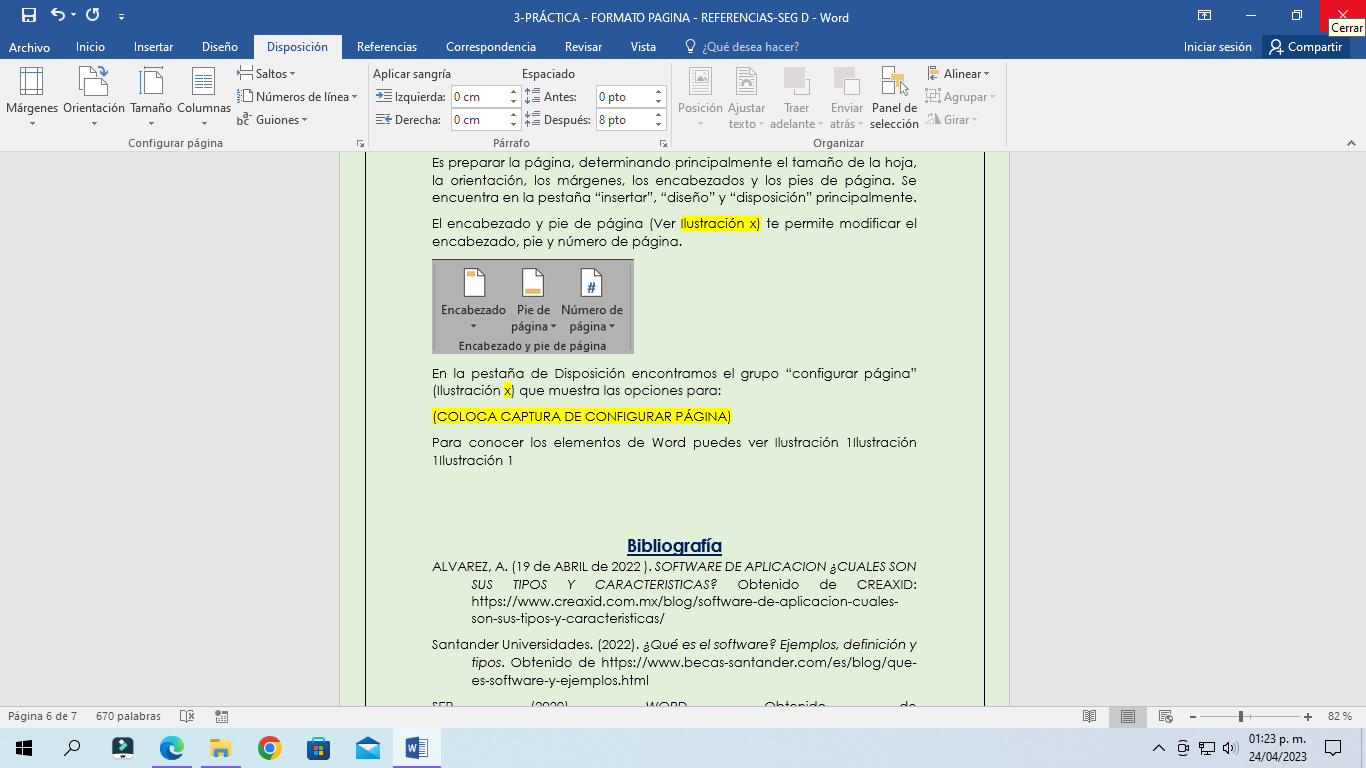 3-PRÁCTICA - FORMATO PAGINA - REFERENCIAS-SEG D - Word
Cerrar
Archivo Inicio Insertar Diseño Disposición Referencias Correspondencia Revisar Vista ¿Qué desea hacer? Iniciar sesión Compartir
Saltos Aplicar sangría Espaciado Alinear
Márgenes Orientación Tamaño Columnas Números de línea Izquierda: 0 cm Antes: 0 pto Posición Ajustar texto Traer adelante Enviar atrás Panel de selección Agrupar
Guiones Derecha: 0 cm Después: 8 pto Girar
Configurar página Párrafo Organizar
Es preparar la página, determinando principalmente el tamaño de la hoja,
la orientación, los márgenes, los encabezados y los pies de página. Se
encuentra en la pestaña “insertar”, “diseño” y “disposición” principalmente.
El encabezado y pie de página (Ver Ilustración x) te permite modificar el
encabezado, pie y número de página.
Encabezado Pie de página Número de página
#
Encabezado y pie de página
En la pestaña de Disposición encontramos el grupo “configurar página”
(Ilustración x) que muestra las opciones para:
(COLOCA CAPTURA DE CONFIGURAR PÁGINA)
Para conocer los elementos de Word puedes ver Ilustración 1Ilustración
1Ilustración 1
Bibliografía
ALVAREZ, A. (19 de ABRIL de 2022 ). SOFTWARE DE APLICACION ¿CUALES SON
SUS TIPOS Y CARACTERISTICAS? Obtenido de CREAXID:
https://www.creaxid.com.mx/blog/software-de-aplicacion-cuales-
son-sus-tipos-y-caracteristicas/
Santander Universidades. (2022). ¿Qué es el software? Ejemplos, definición y
tipos. Obtenido de https://www.becas-santander.com/es/blog/que-
es-software-y-ejemplos.html
SEP. (2020). WORD. Obtenido de
Página 6 de 7 670 palabras 82 %
01:23 p. m.
24/04/2023